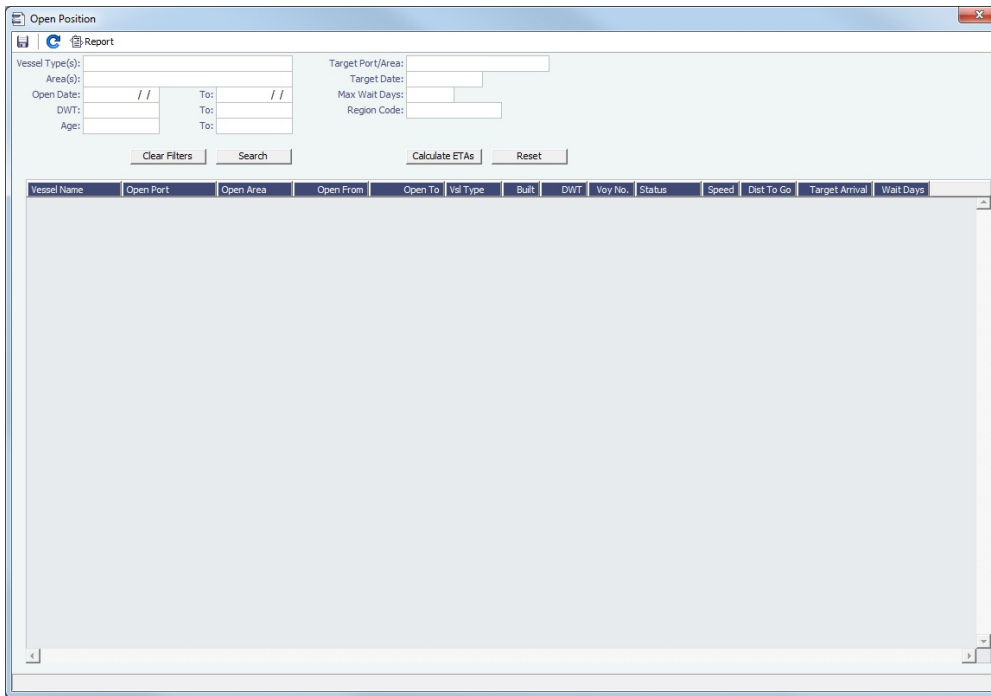 Open Position
Report
Vessel Type(s):
Target Port/Area:
Area(s):
Target Date:
Open Date: / / To: / /
Max Wait Days:
DWT: To:
Region Code:
Age: To:
Clear Filters Search Calculate ETAs Reset
Vessel Name Open Port Open Area Open From Open To Vsl Type Built DWT Voy No. Status Speed Dist To Go Target Arrival Wait Days